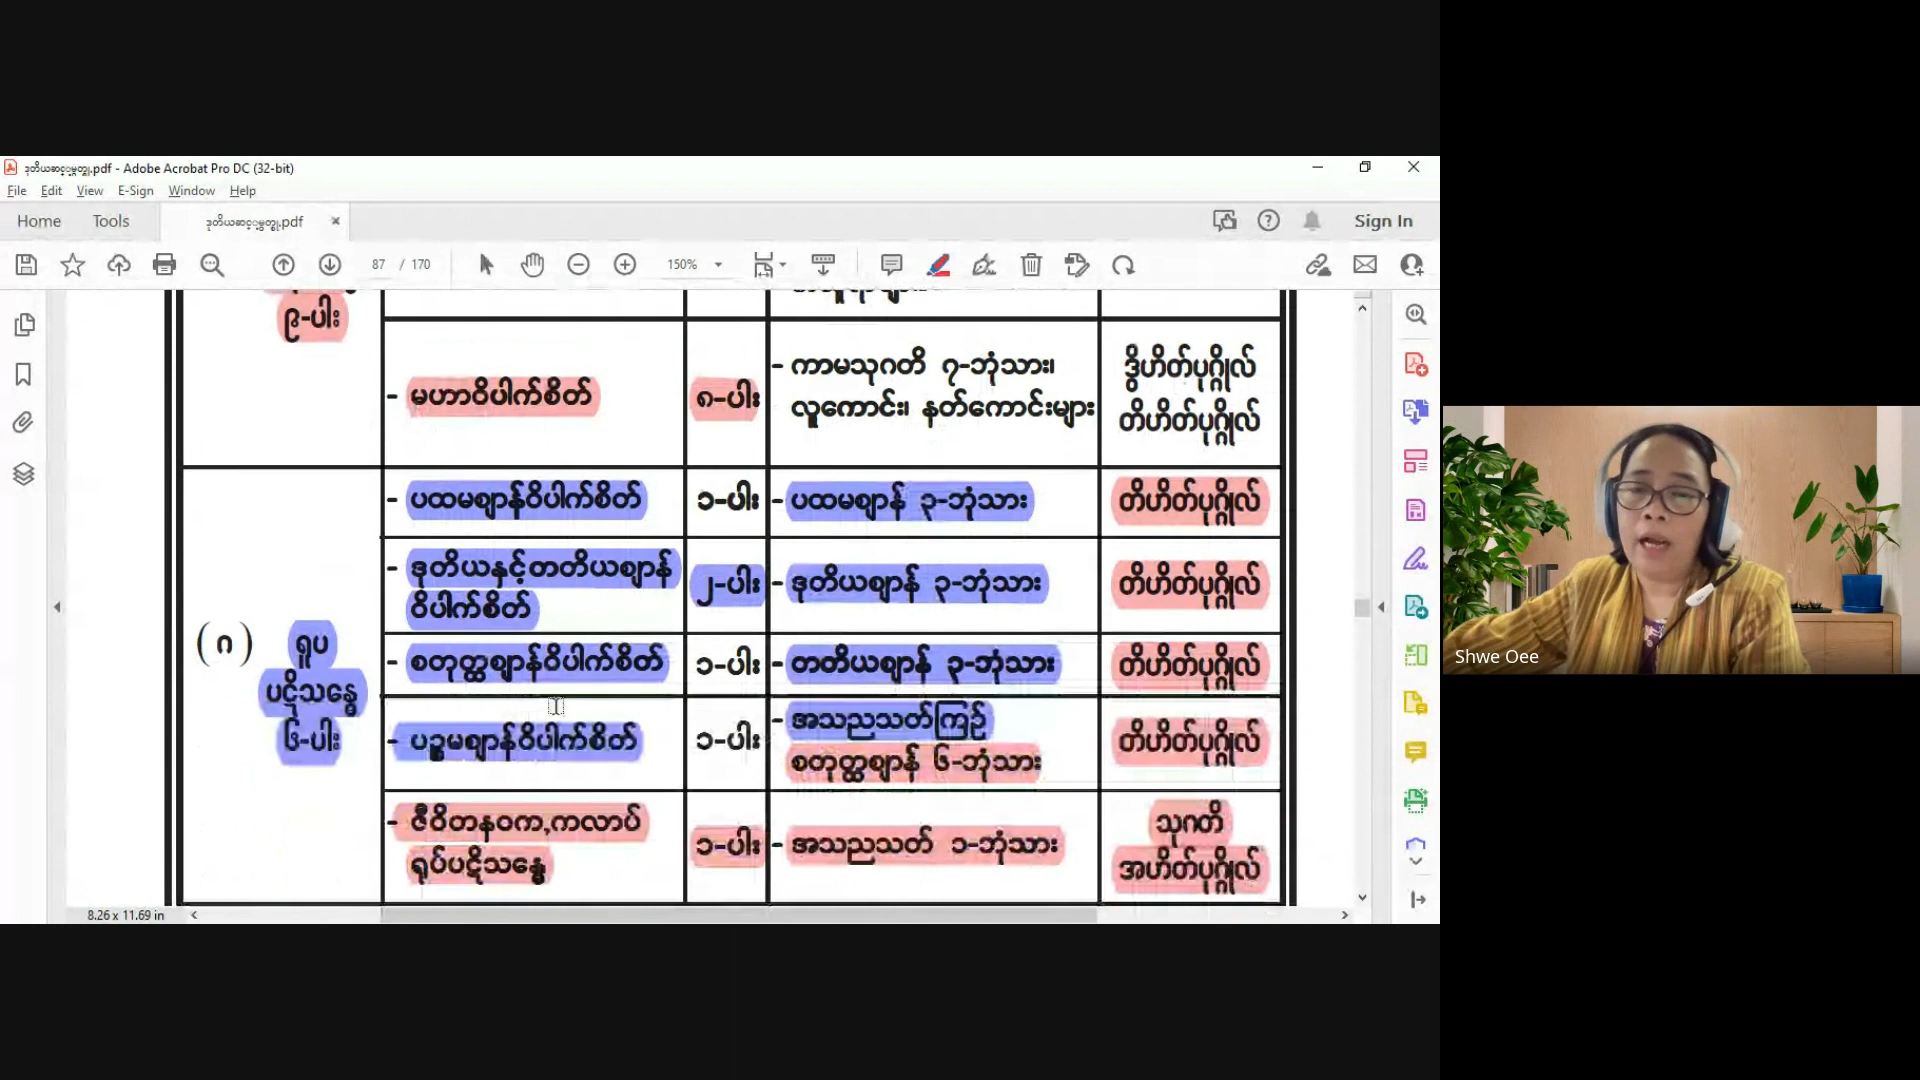 .pdf - Adobe Acrobat Pro DC (32-bit)
File Edit View E-Sign Window Help
Home Tools .pdf Sign In
87 / 170 150%
၉-ပါး
- မဟာဝိပါက်စိတ် ၈-ပါး - ကာမသုဂတိ ၇-ဘုံသား၊ ဒွိဟိတ်ပုဂ္ဂိုလ်
လူကောင်း၊ နတ်ကောင်းများ တိဟိတ်ပုဂ္ဂိုလ်
- ပထမဈာန်ဝိပါက်စိတ် ၁-ပါး - ပထမဈာန် ၃-ဘုံသား တိဟိတ်ပုဂ္ဂိုလ်
- ဒုတိယနှင့်တတိယဈာန် ၂-ပါး - ဒုတိယဈာန် ၃-ဘုံသား တိဟိတ်ပုဂ္ဂိုလ်
ဝိပါက်စိတ်
(ဂ) ရူပ
ပဋိသန္ဓေ
၆-ပါး
- စတုတ္ထဈာန်ဝိပါက်စိတ် ၁-ပါး - တတိယဈာန် ၃-ဘုံသား တိဟိတ်ပုဂ္ဂိုလ်
- ပဉ္စမဈာန်ဝိပါက်စိတ် ၁-ပါး - အသညသတ်ကြဉ် တိဟိတ်ပုဂ္ဂိုလ်
စတုတ္ထဈာန် ၆-ဘုံသား
- ဇီဝိတနဝက,ကလာပ် ၁-ပါး - အသညသတ် ၁-ဘုံသား သုဂတိ
ရုပ်ပဋိသန္ဓေ အဟိတ်ပုဂ္ဂိုလ်
8.26 x 11.69 in
Shwe Oee